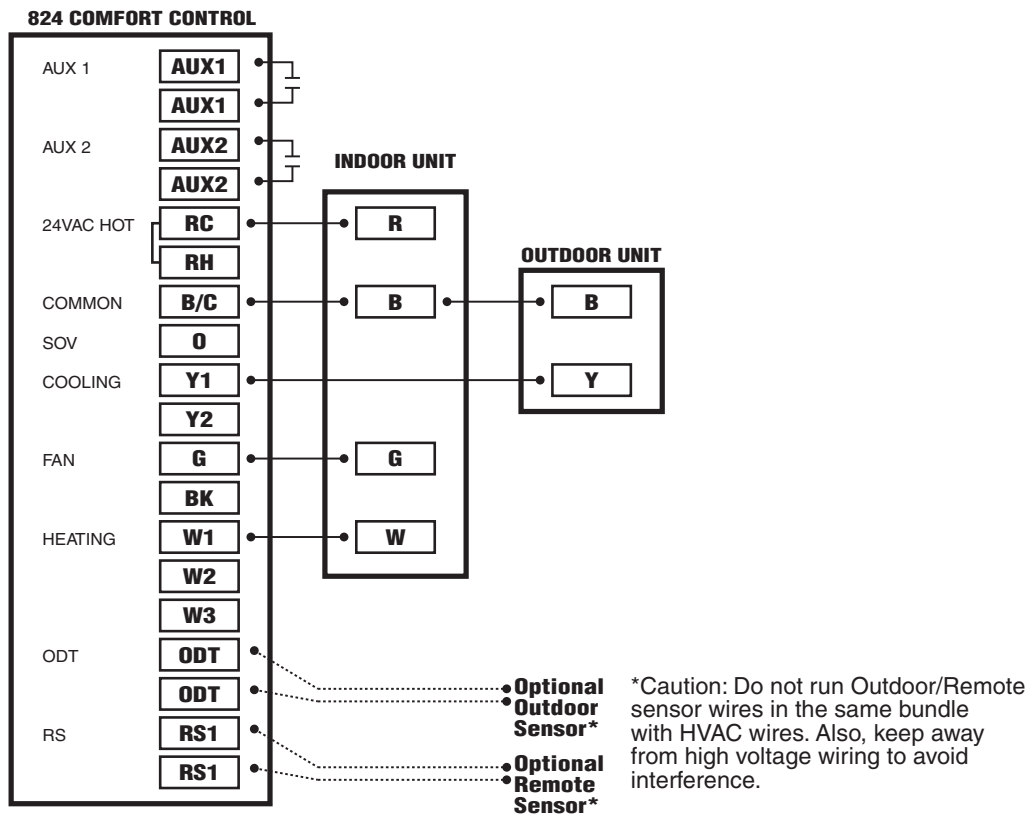 824 COMFORT CONTROL
AUX 1
AUX1
AUX1
AUX 2
AUX2
AUX2
24VAC HOT
RC
RH
COMMON
B/C
SOV
O
COOLING
Y1
Y2
FAN
G
BK
HEATING
W1
W2
W3
ODT
ODT
ODT
RS
RS1
RS1
INDOOR UNIT
R
B
G
W
OUTDOOR UNIT
B
Y
Optional
Outdoor
Sensor*
Optional
Remote
Sensor*
*Caution: Do not run Outdoor/Remote
sensor wires in the same bundle
with HVAC wires. Also, keep away
from high voltage wiring to avoid
interference.